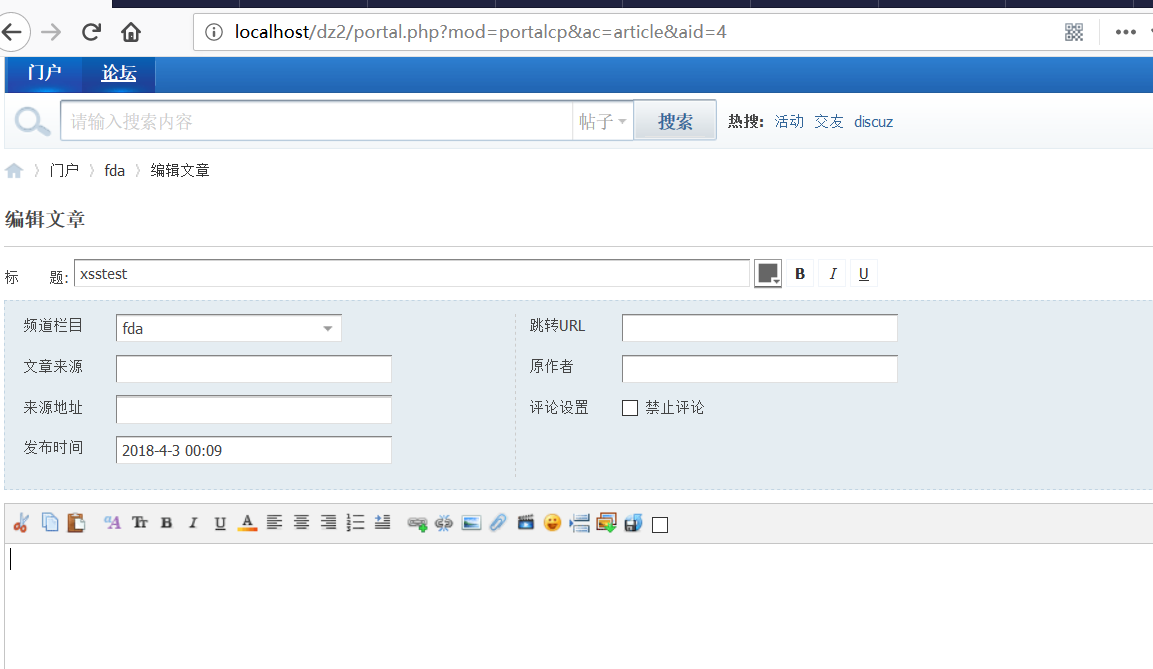 localhost/dz2/portal.php?mod=portalcp&ac=article&aid=4
门户 论坛
请输入搜索内容 帖子 搜索 热搜: 活动 交友 discuz
门户 fda 编辑文章
编辑文章
标 题: xsstest B I U
频道栏目 fda 跳转URL
文章来源 原作者
来源地址 评论设置 禁止评论
发布时间 2018-4-3 00:09
A Tr B I U A